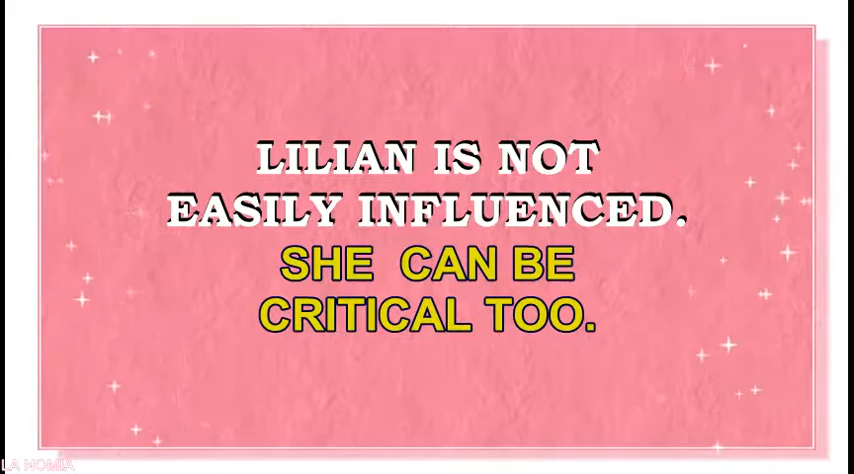 LILIAN IS NOT
EASILY INFLUENCED.
SHE CAN BE
CRITICAL TOO.
LA NOMIA